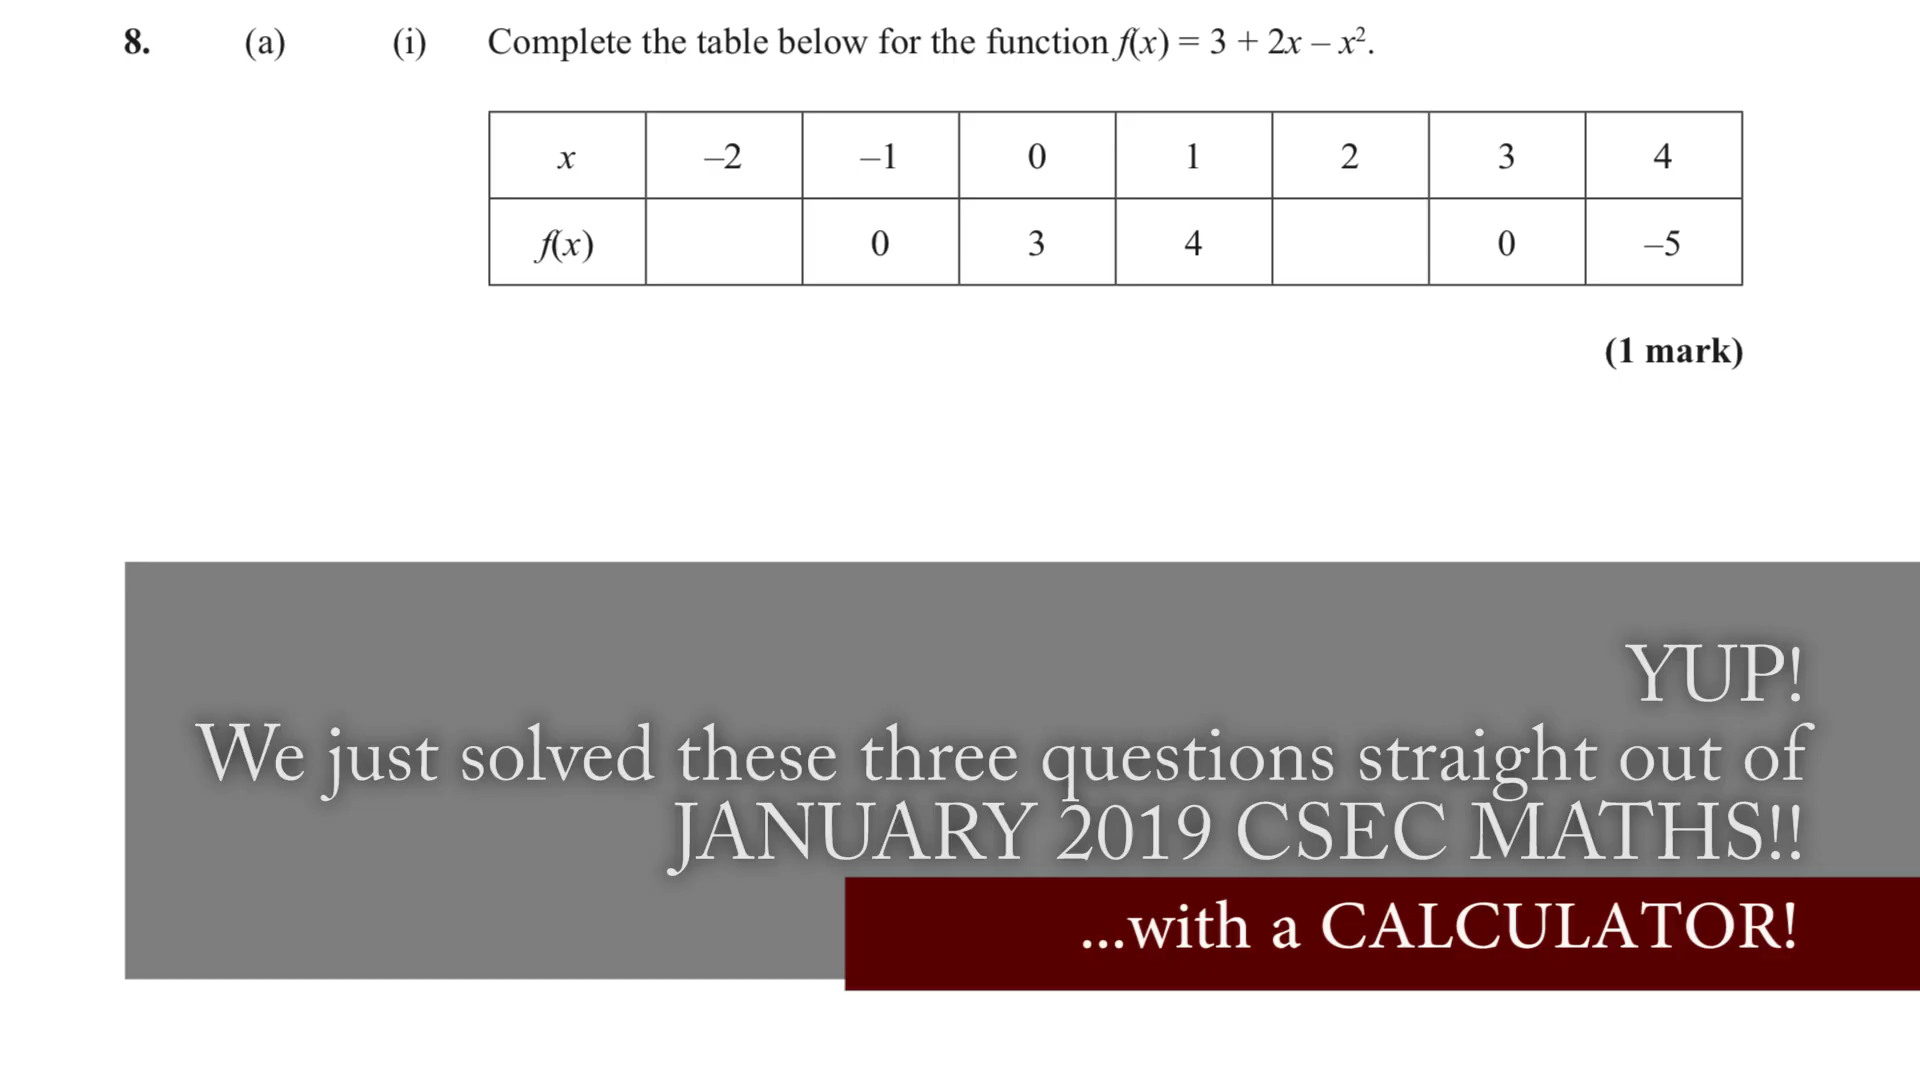 8. (a) (i) Complete the table below for the function f(x) = 3 + 2x – x².
x –2 –1 0 1 2 3 4
f(x) 0 3 4 0 –5
(1 mark)
YUP!
We just solved these three questions straight out of
JANUARY 2019 CSEC MATHS!!
...with a CALCULATOR!